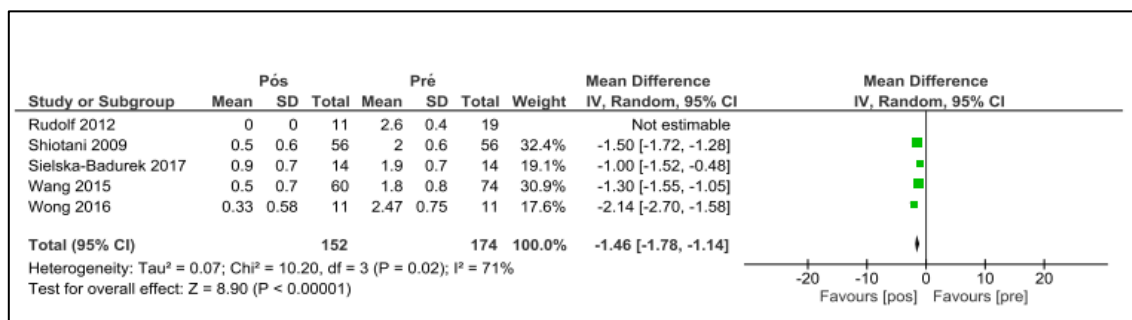 Pós Pré Mean Difference Mean Difference
Study or Subgroup Mean SD Total Mean SD Total Weight IV, Random, 95% CI IV, Random, 95% CI
Rudolf 2012 0 0 11 2.6 0.4 19 Not estimable
Shiotani 2009 0.5 0.6 56 2 0.6 56 32.4% -1.50 [-1.72, -1.28]
Sielska-Badurek 2017 0.9 0.7 14 1.9 0.7 14 19.1% -1.00 [-1.52, -0.48]
Wang 2015 0.5 0.7 60 1.8 0.8 74 30.9% -1.30 [-1.55, -1.05]
Wong 2016 0.33 0.58 11 2.47 0.75 11 17.6% -2.14 [-2.70, -1.58]
Total (95% CI) 152 174 100.0% -1.46 [-1.78, -1.14]
Heterogeneity: Tau² = 0.07; Chi² = 10.20, df = 3 (P = 0.02); I² = 71%
Test for overall effect: Z = 8.90 (P < 0.00001)
-20 -10 0 10 20
Favours [pos] Favours [pre]